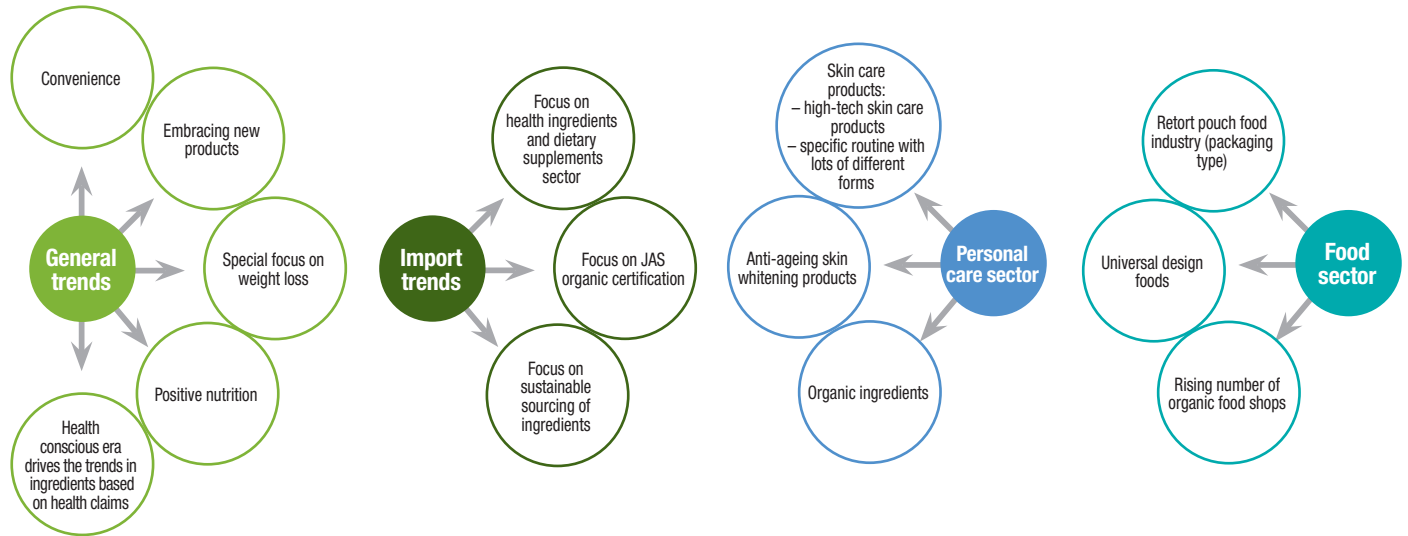 General
trends
Convenience
Embracing new
products
Special focus on
weight loss
Positive nutrition
Health
conscious era
drives the trends in
ingredients based
on health claims
Import
trends
Focus on
health ingredients
and dietary
supplements
sector
Focus on JAS
organic certification
Focus on
sustainable
sourcing of
ingredients
Personal
care sector
Skin care
products:
– high-tech skin care
products
– specific routine with
lots of different
forms
Anti-ageing skin
whitening products
Organic ingredients
Food
sector
Retort pouch food
industry (packaging
type)
Universal design
foods
Rising number of
organic food shops